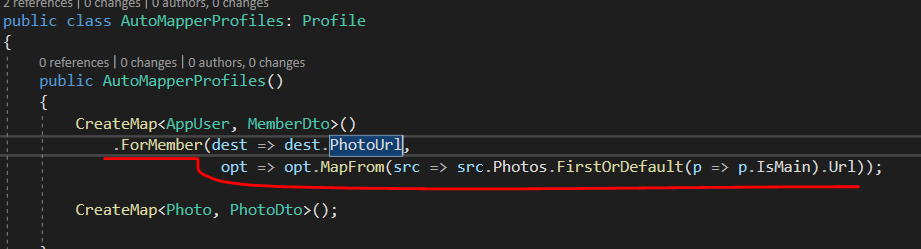 2 references | 0 changes | 0 authors, 0 changes
public class AutoMapperProfiles: Profile
{
0 references | 0 changes | 0 authors, 0 changes
public AutoMapperProfiles()
{
CreateMap<AppUser, MemberDto>()
.ForMember(dest => dest.PhotoUrl,
opt => opt.MapFrom(src => src.Photos.FirstOrDefault(p => p.IsMain).Url));
CreateMap<Photo, PhotoDto>();
}